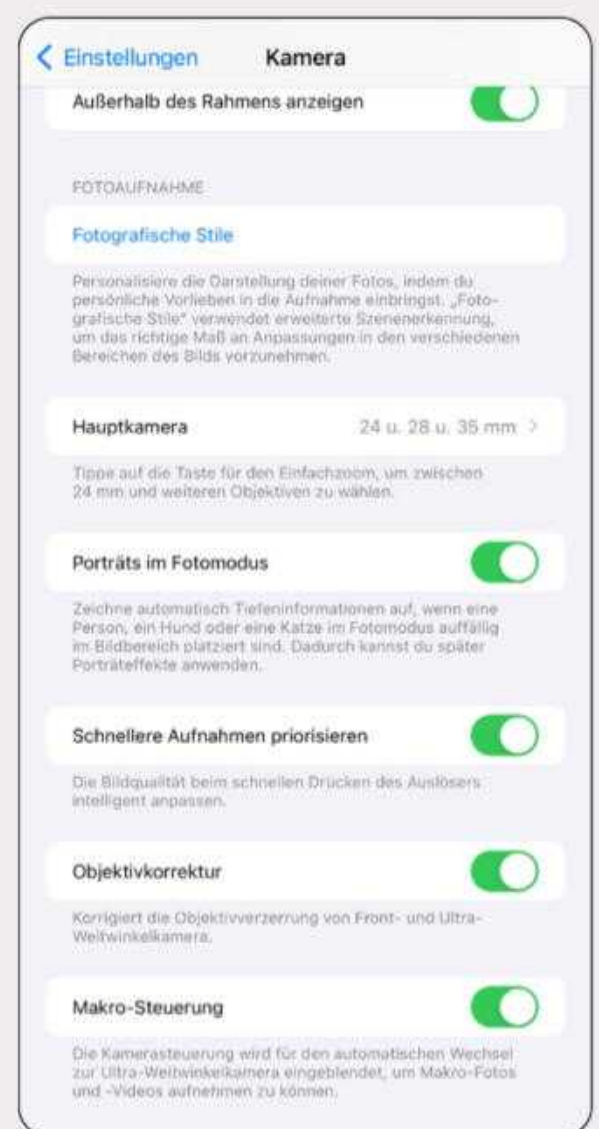 Einstellungen Kamera
Außerhalb des Rahmens anzeigen
FOTOAUFNAHME
Fotografische Stile
Personalisiere die Darstellung deiner Fotos, indem du
persönliche Vorlieben in die Aufnahme einbringst. „Foto-
grafische Stile“ verwendet erweiterte Szenenerkennung,
um das richtige Maß an Anpassungen in den verschiedenen
Bereichen des Bilds vorzunehmen.
Hauptkamera 24 u. 28 u. 35 mm
Tippe auf die Taste für den Einfachzoom, um zwischen
24 mm und weiteren Objektiven zu wählen.
Porträts im Fotomodus
Zeichne automatisch Tiefeninformationen auf, wenn eine
Person, ein Hund oder eine Katze im Fotomodus auffällig
im Bildbereich platziert sind. Dadurch kannst du später
Porträteffekte anwenden.
Schnellere Aufnahmen priorisieren
Die Bildqualität beim schnellen Drücken des Auslösers
intelligent anpassen.
Objektivkorrektur
Korrigiert die Objektivverzerrung von Front- und Ultra-
Weitwinkelkamera.
Makro-Steuerung
Die Kamerasteuerung wird für den automatischen Wechsel
zur Ultra-Weitwinkelkamera eingeblendet, um Makro-Fotos
und -Videos aufnehmen zu können.